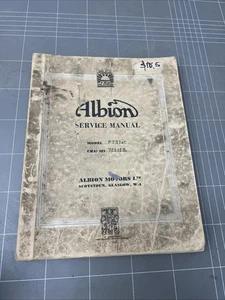 Albion
SERVICE MANUAL
MODEL
CHASSIS
ALBION MOTORS LTD
SCOTSTOUN, GLASGOW, W.4